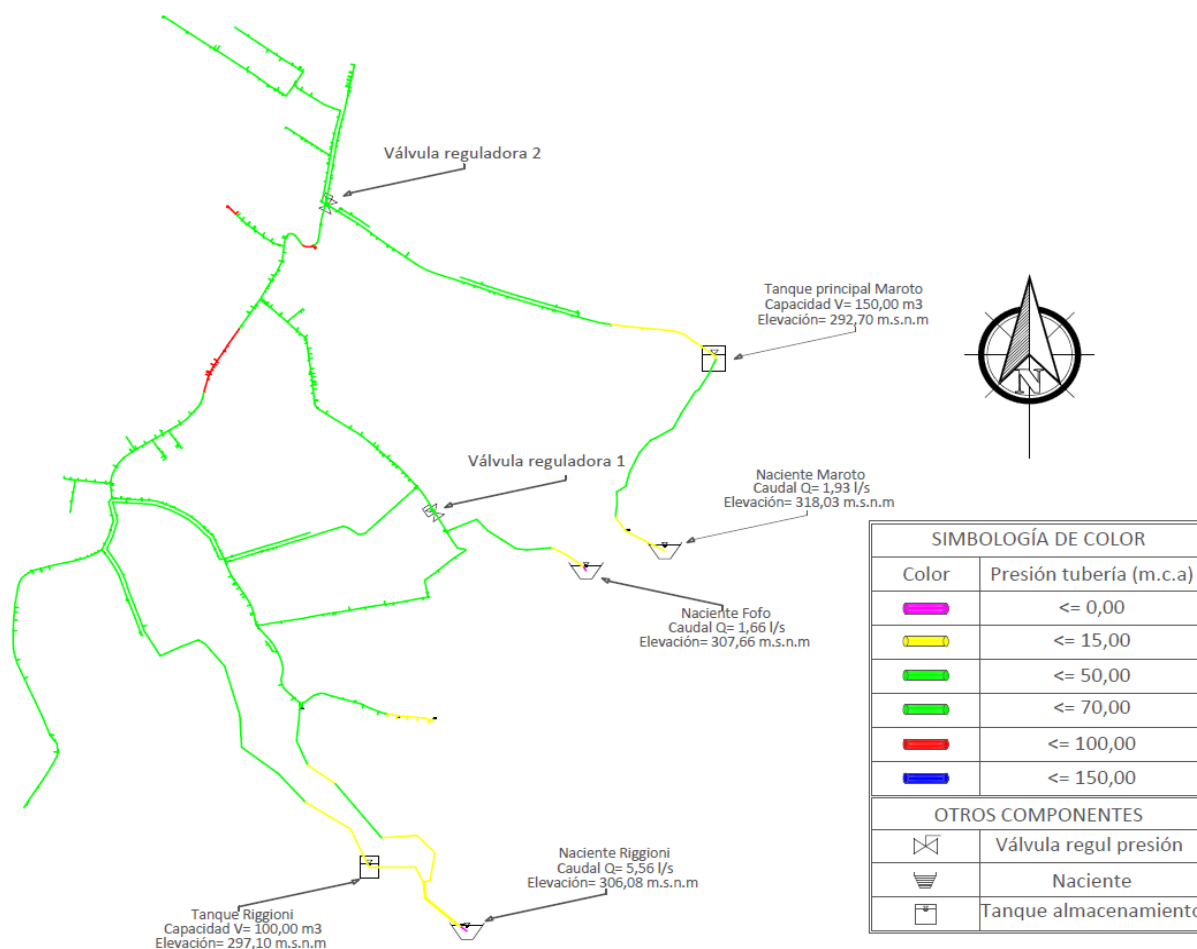 Válvula reguladora 2
Tanque principal Maroto
Capacidad V= 150,00 m3
Elevación= 292,70 m.s.n.m
N
Válvula reguladora 1
Naciente Maroto
Caudal Q= 1,93 l/s
Elevación= 318,03 m.s.n.m
Naciente Fofo
Caudal Q= 1,66 l/s
Elevación= 307,66 m.s.n.m
Naciente Riggioni
Caudal Q= 5,56 l/s
Elevación= 306,08 m.s.n.m
Tanque Riggioni
Capacidad V= 100,00 m3
Elevación= 297,10 m.s.n.m
SIMBOLOGÍA DE COLOR
Color Presión tubería (m.c.a)
<= 0,00
<= 15,00
<= 50,00
<= 70,00
<= 100,00
<= 150,00
OTROS COMPONENTES
Válvula regul presión
Naciente
Tanque almacenamiento